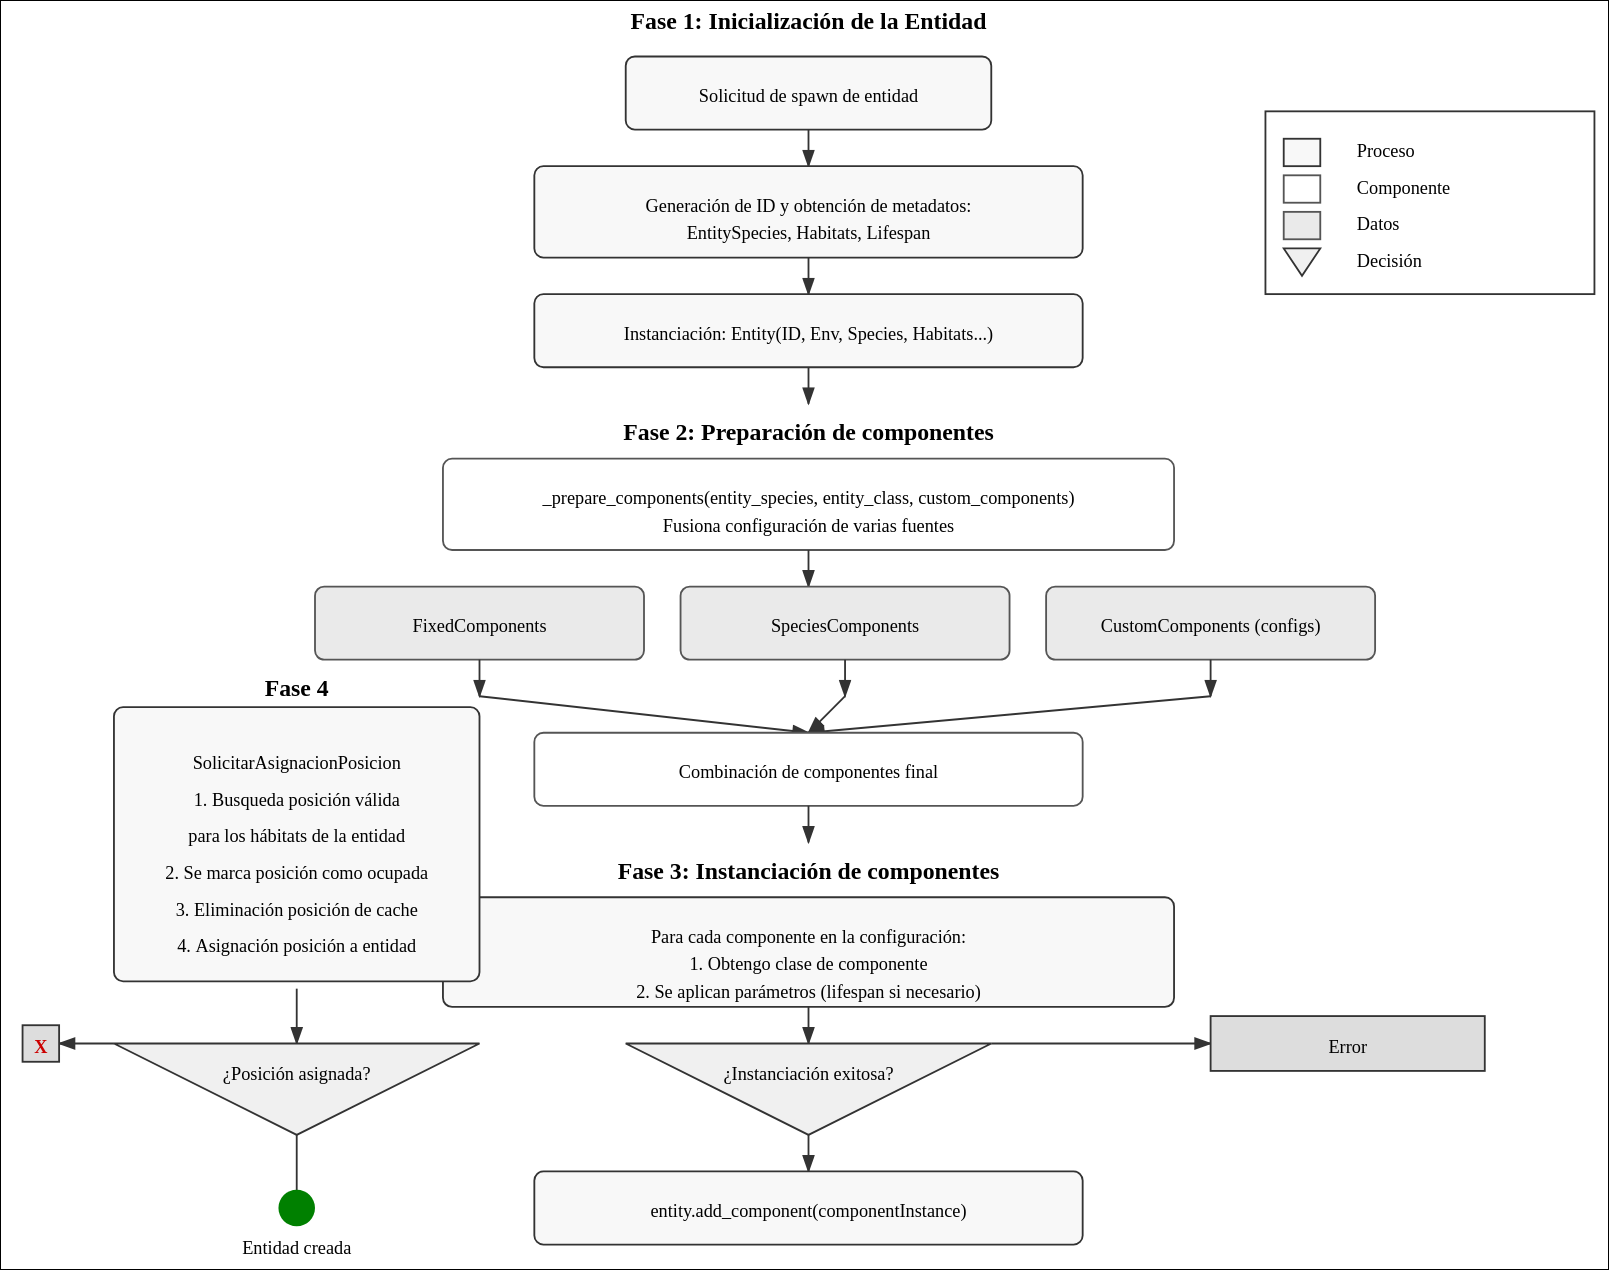 Fase 1: Inicialización de la Entidad
Solicitud de spawn de entidad
Generación de ID y obtención de metadatos:
EntitySpecies, Habitats, Lifespan
Instanciación: Entity(ID, Env, Species, Habitats...)
Proceso
Componente
Datos
Decisión
Fase 2: Preparación de componentes
_prepare_components(entity_species, entity_class, custom_components)
Fusiona configuración de varias fuentes
FixedComponents
SpeciesComponents
CustomComponents (configs)
Combinación de componentes final
Fase 3: Instanciación de componentes
Para cada componente en la configuración:
1. Obtengo clase de componente
2. Se aplican parámetros (lifespan si necesario)
¿Instanciación exitosa?
Error
entity.add_component(componentInstance)
Fase 4
SolicitarAsignacionPosicion
1. Busqueda posición válida
para los hábitats de la entidad
2. Se marca posición como ocupada
3. Eliminación posición de cache
4. Asignación posición a entidad
X
¿Posición asignada?
Entidad creada